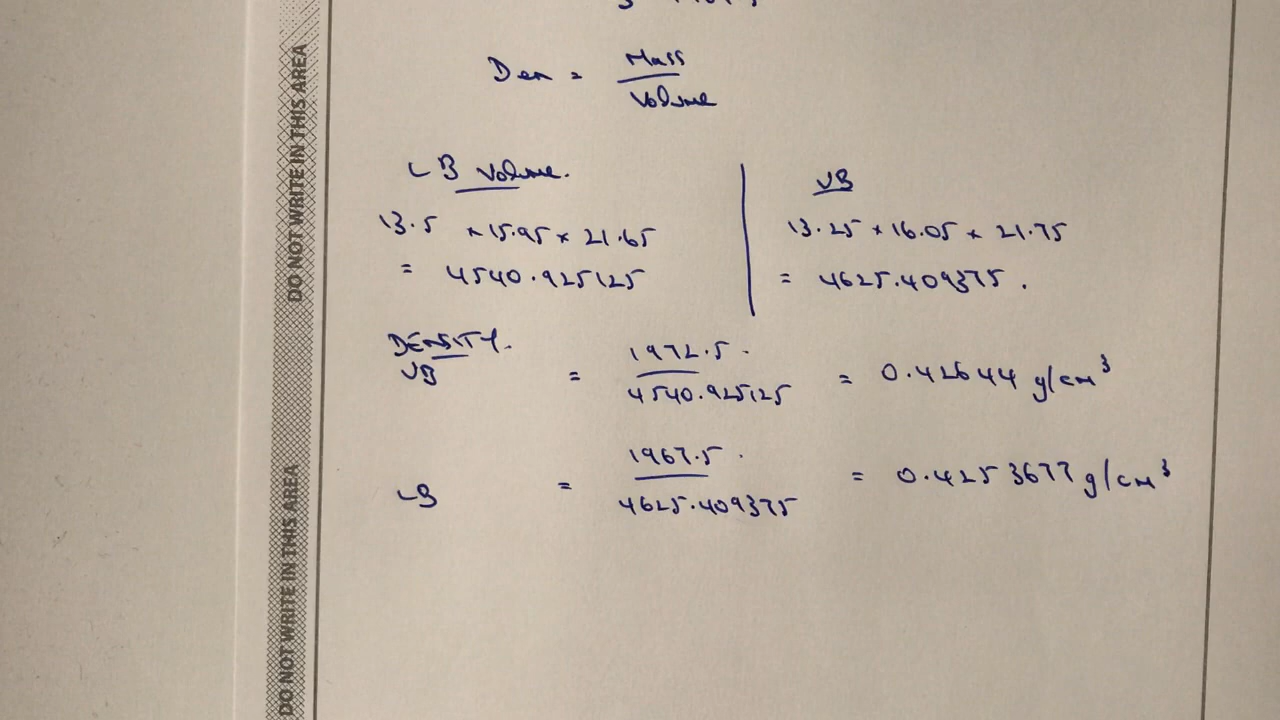 Den = Mass / Volume
LB Volume.
13.5 × 15.95 × 21.65
= 4540.925125
UB
13.25 × 16.05 × 21.75
= 4625.409375.
DENSITY.
UB = 1972.5 / 4540.925125 = 0.42644 g/cm³
LB = 1967.5 / 4625.409375 = 0.4253677 g/cm³
DO NOT WRITE IN THIS AREA
DO NOT WRITE IN THIS AREA